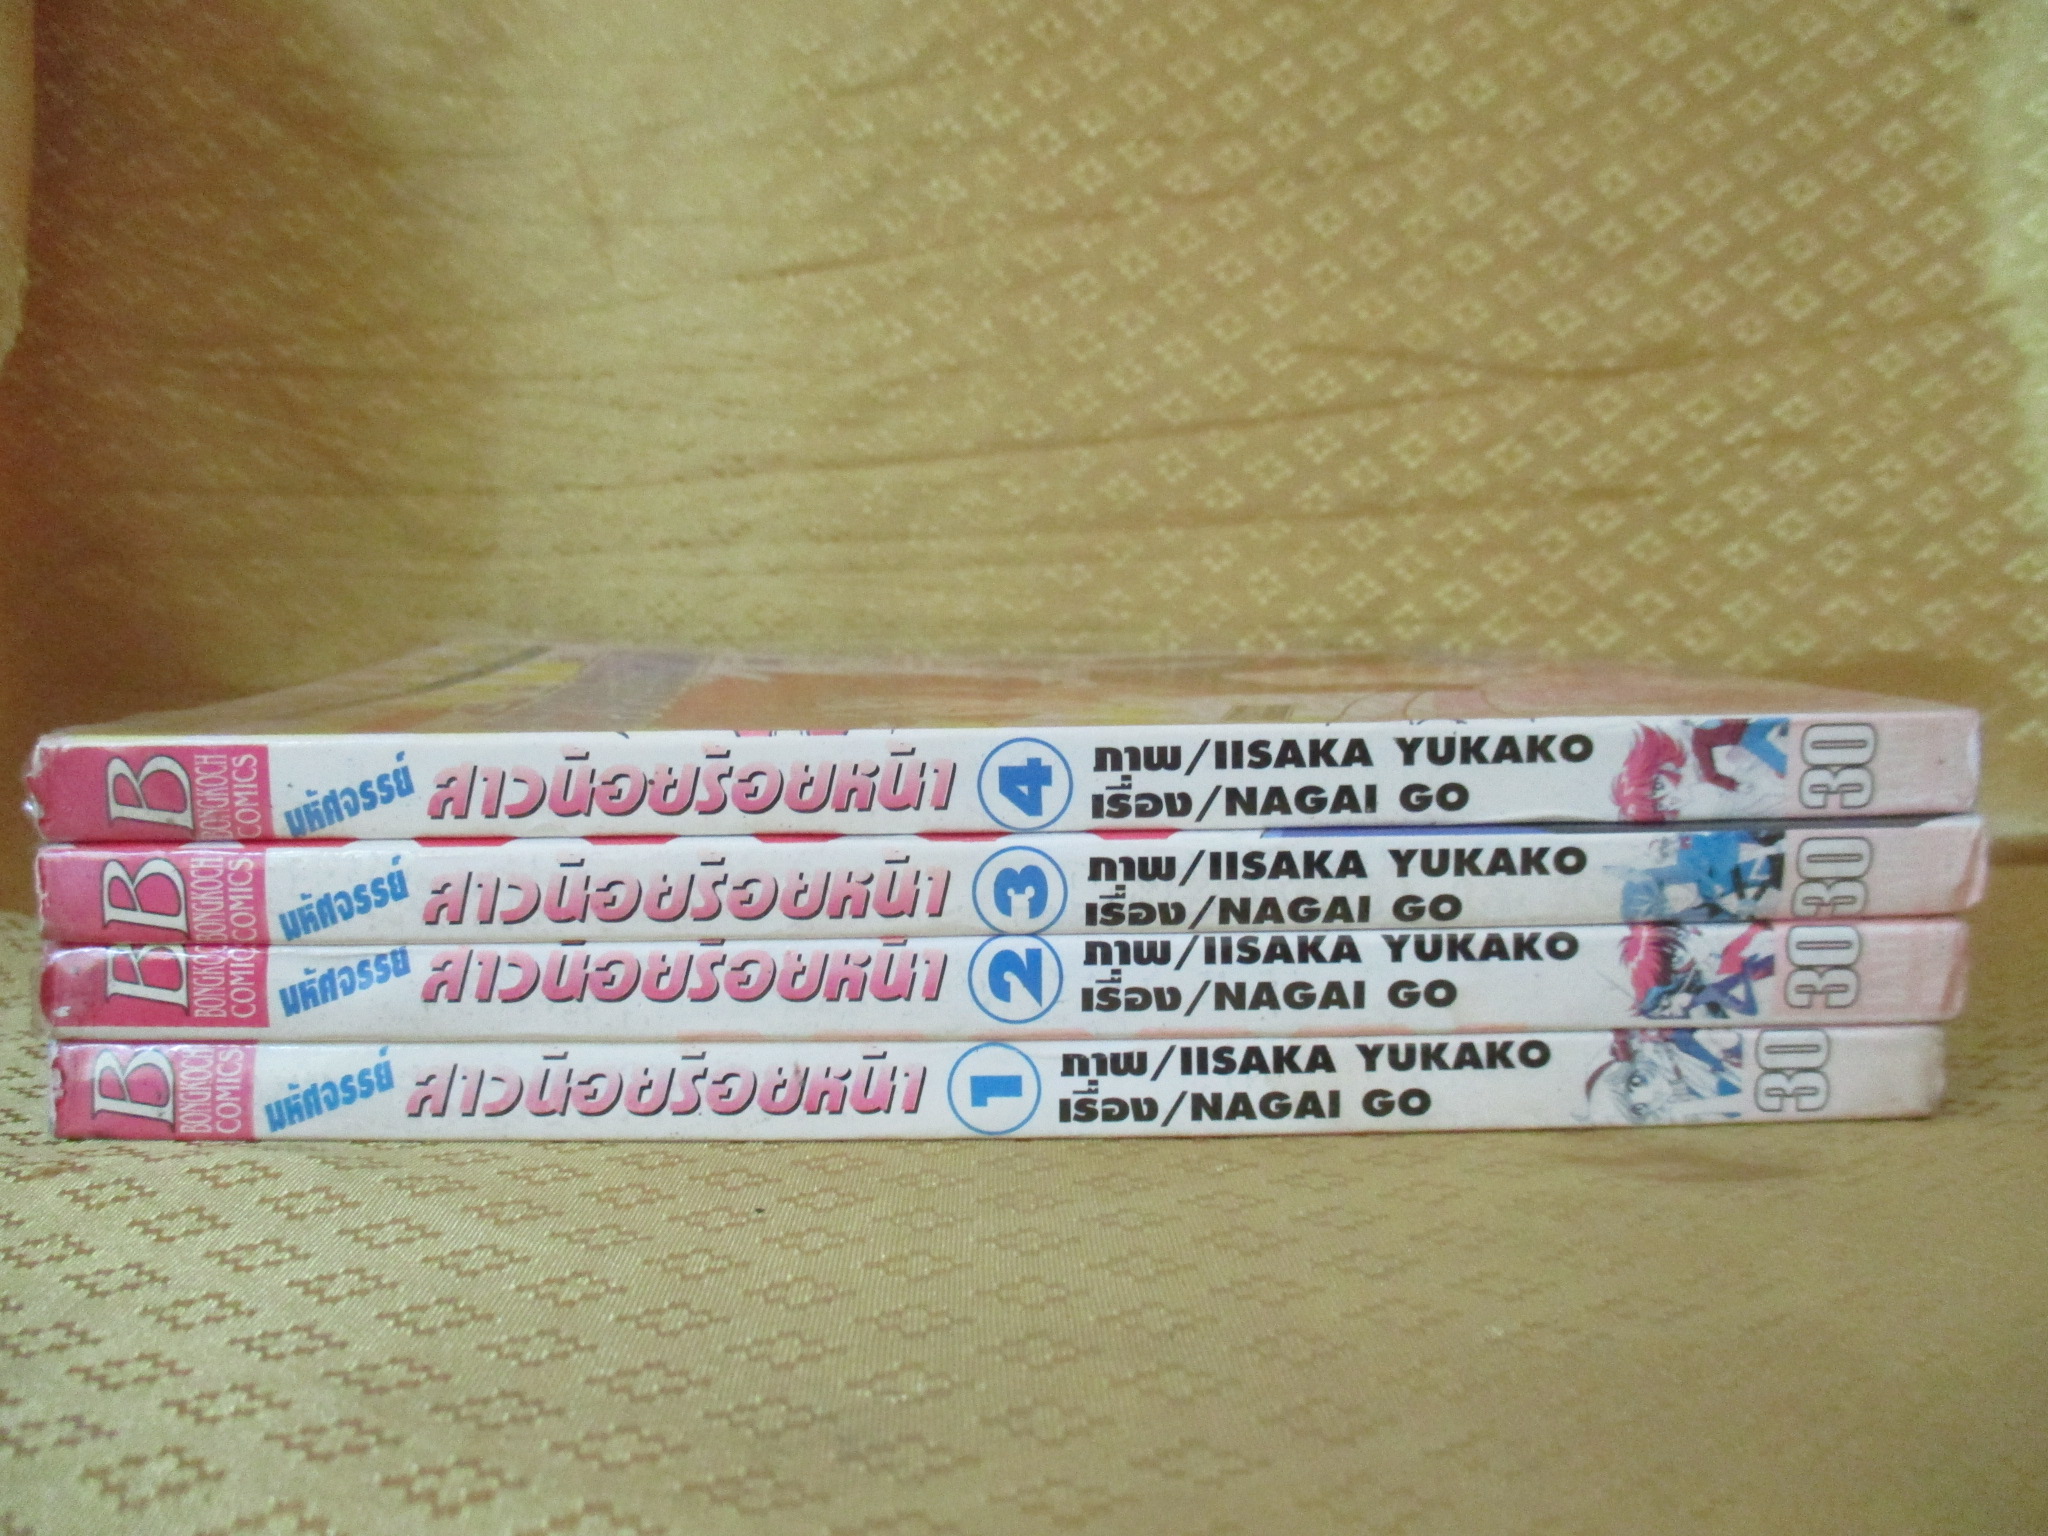 B BONGKOCH COMICS มหัศจรรย์ สาวน้อยร้อยหน้า 4 ภาพ/IISAKA YUKAKO 30
เรื่อง/NAGAI GO
B BONGKOCH COMICS มหัศจรรย์ สาวน้อยร้อยหน้า 3 ภาพ/IISAKA YUKAKO 30
เรื่อง/NAGAI GO
B BONGKOCH COMICS มหัศจรรย์ สาวน้อยร้อยหน้า 2 ภาพ/IISAKA YUKAKO 30
เรื่อง/NAGAI GO
B BONGKOCH COMICS มหัศจรรย์ สาวน้อยร้อยหน้า 1 ภาพ/IISAKA YUKAKO 30
เรื่อง/NAGAI GO